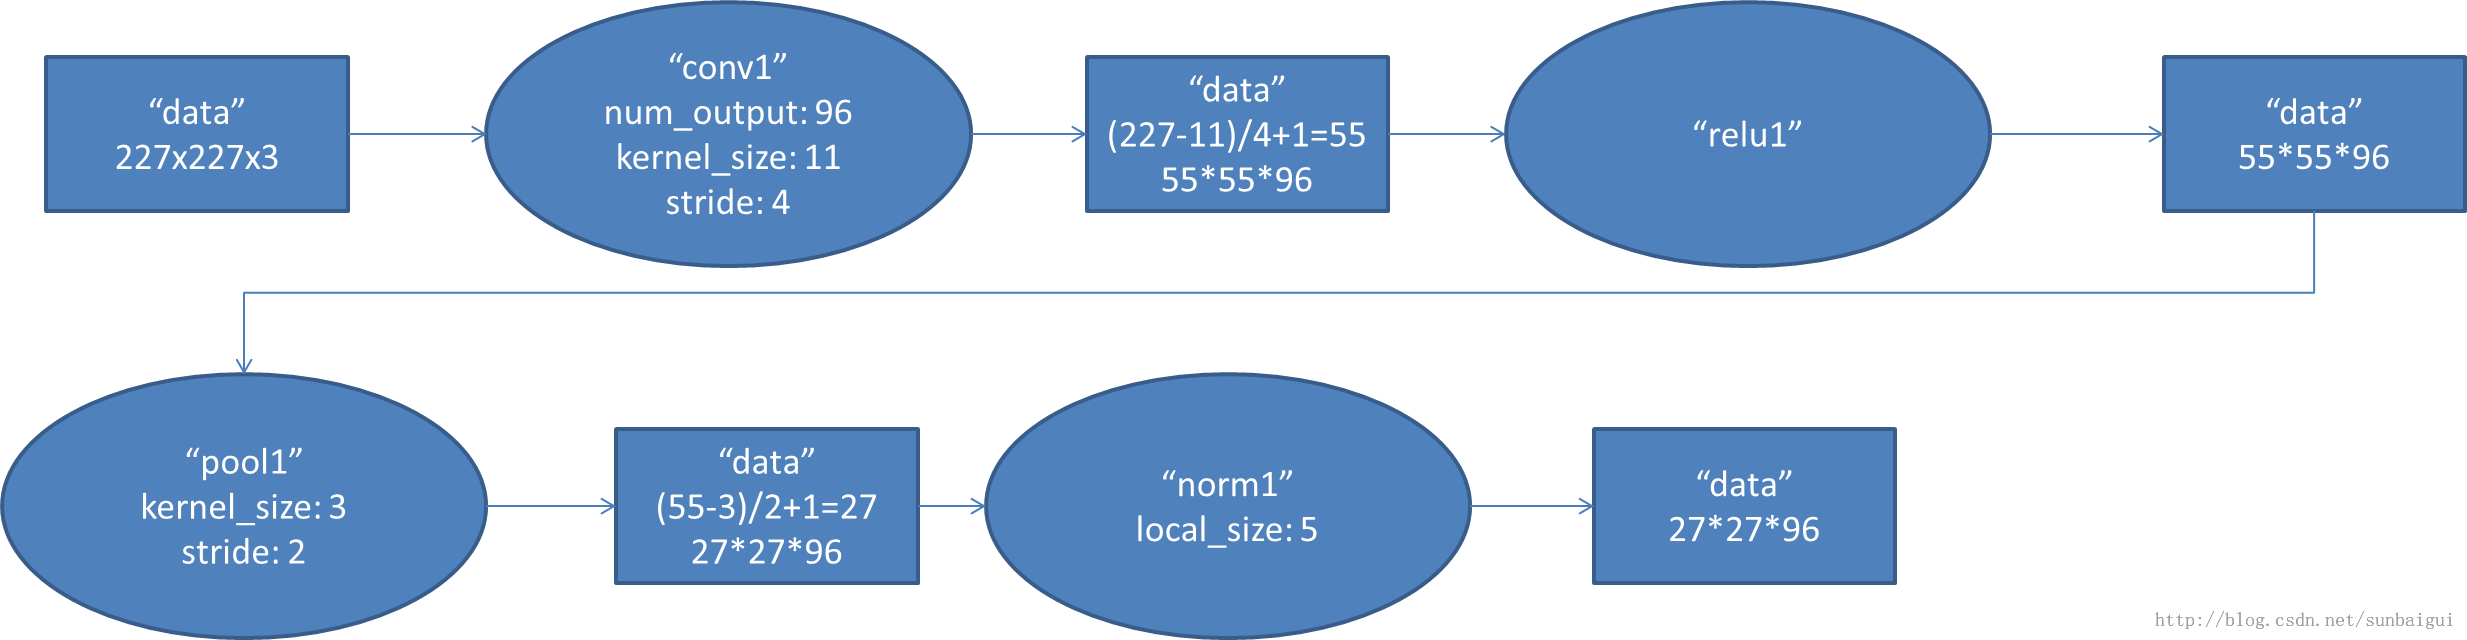 “data”
227x227x3
“conv1”
num_output: 96
kernel_size: 11
stride: 4
“data”
(227-11)/4+1=55
55*55*96
“relu1”
“data”
55*55*96
“pool1”
kernel_size: 3
stride: 2
“data”
(55-3)/2+1=27
27*27*96
“norm1”
local_size: 5
“data”
27*27*96
http://blog.csdn.net/sunbaigui